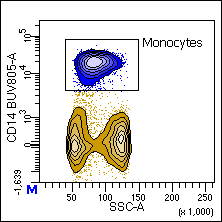 Monocytes
CD14 BUV805-A
10^5
10^4
10^3
0
-1,639
M
50 100 150 200 250
SSC-A
(x 1,000)